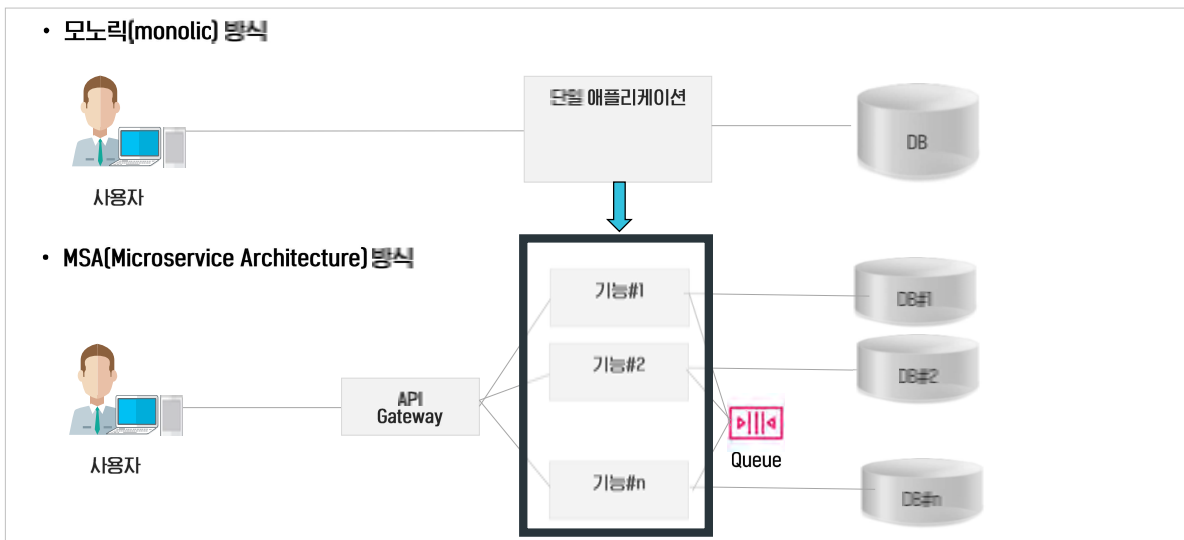 • 모노릭(monolic) 방식
단일 애플리케이션
DB
사용자
• MSA(Microservice Architecture) 방식
기능#1
DB#1
기능#2
DB#2
API
Gateway
Queue
사용자
기능#n
DB#n